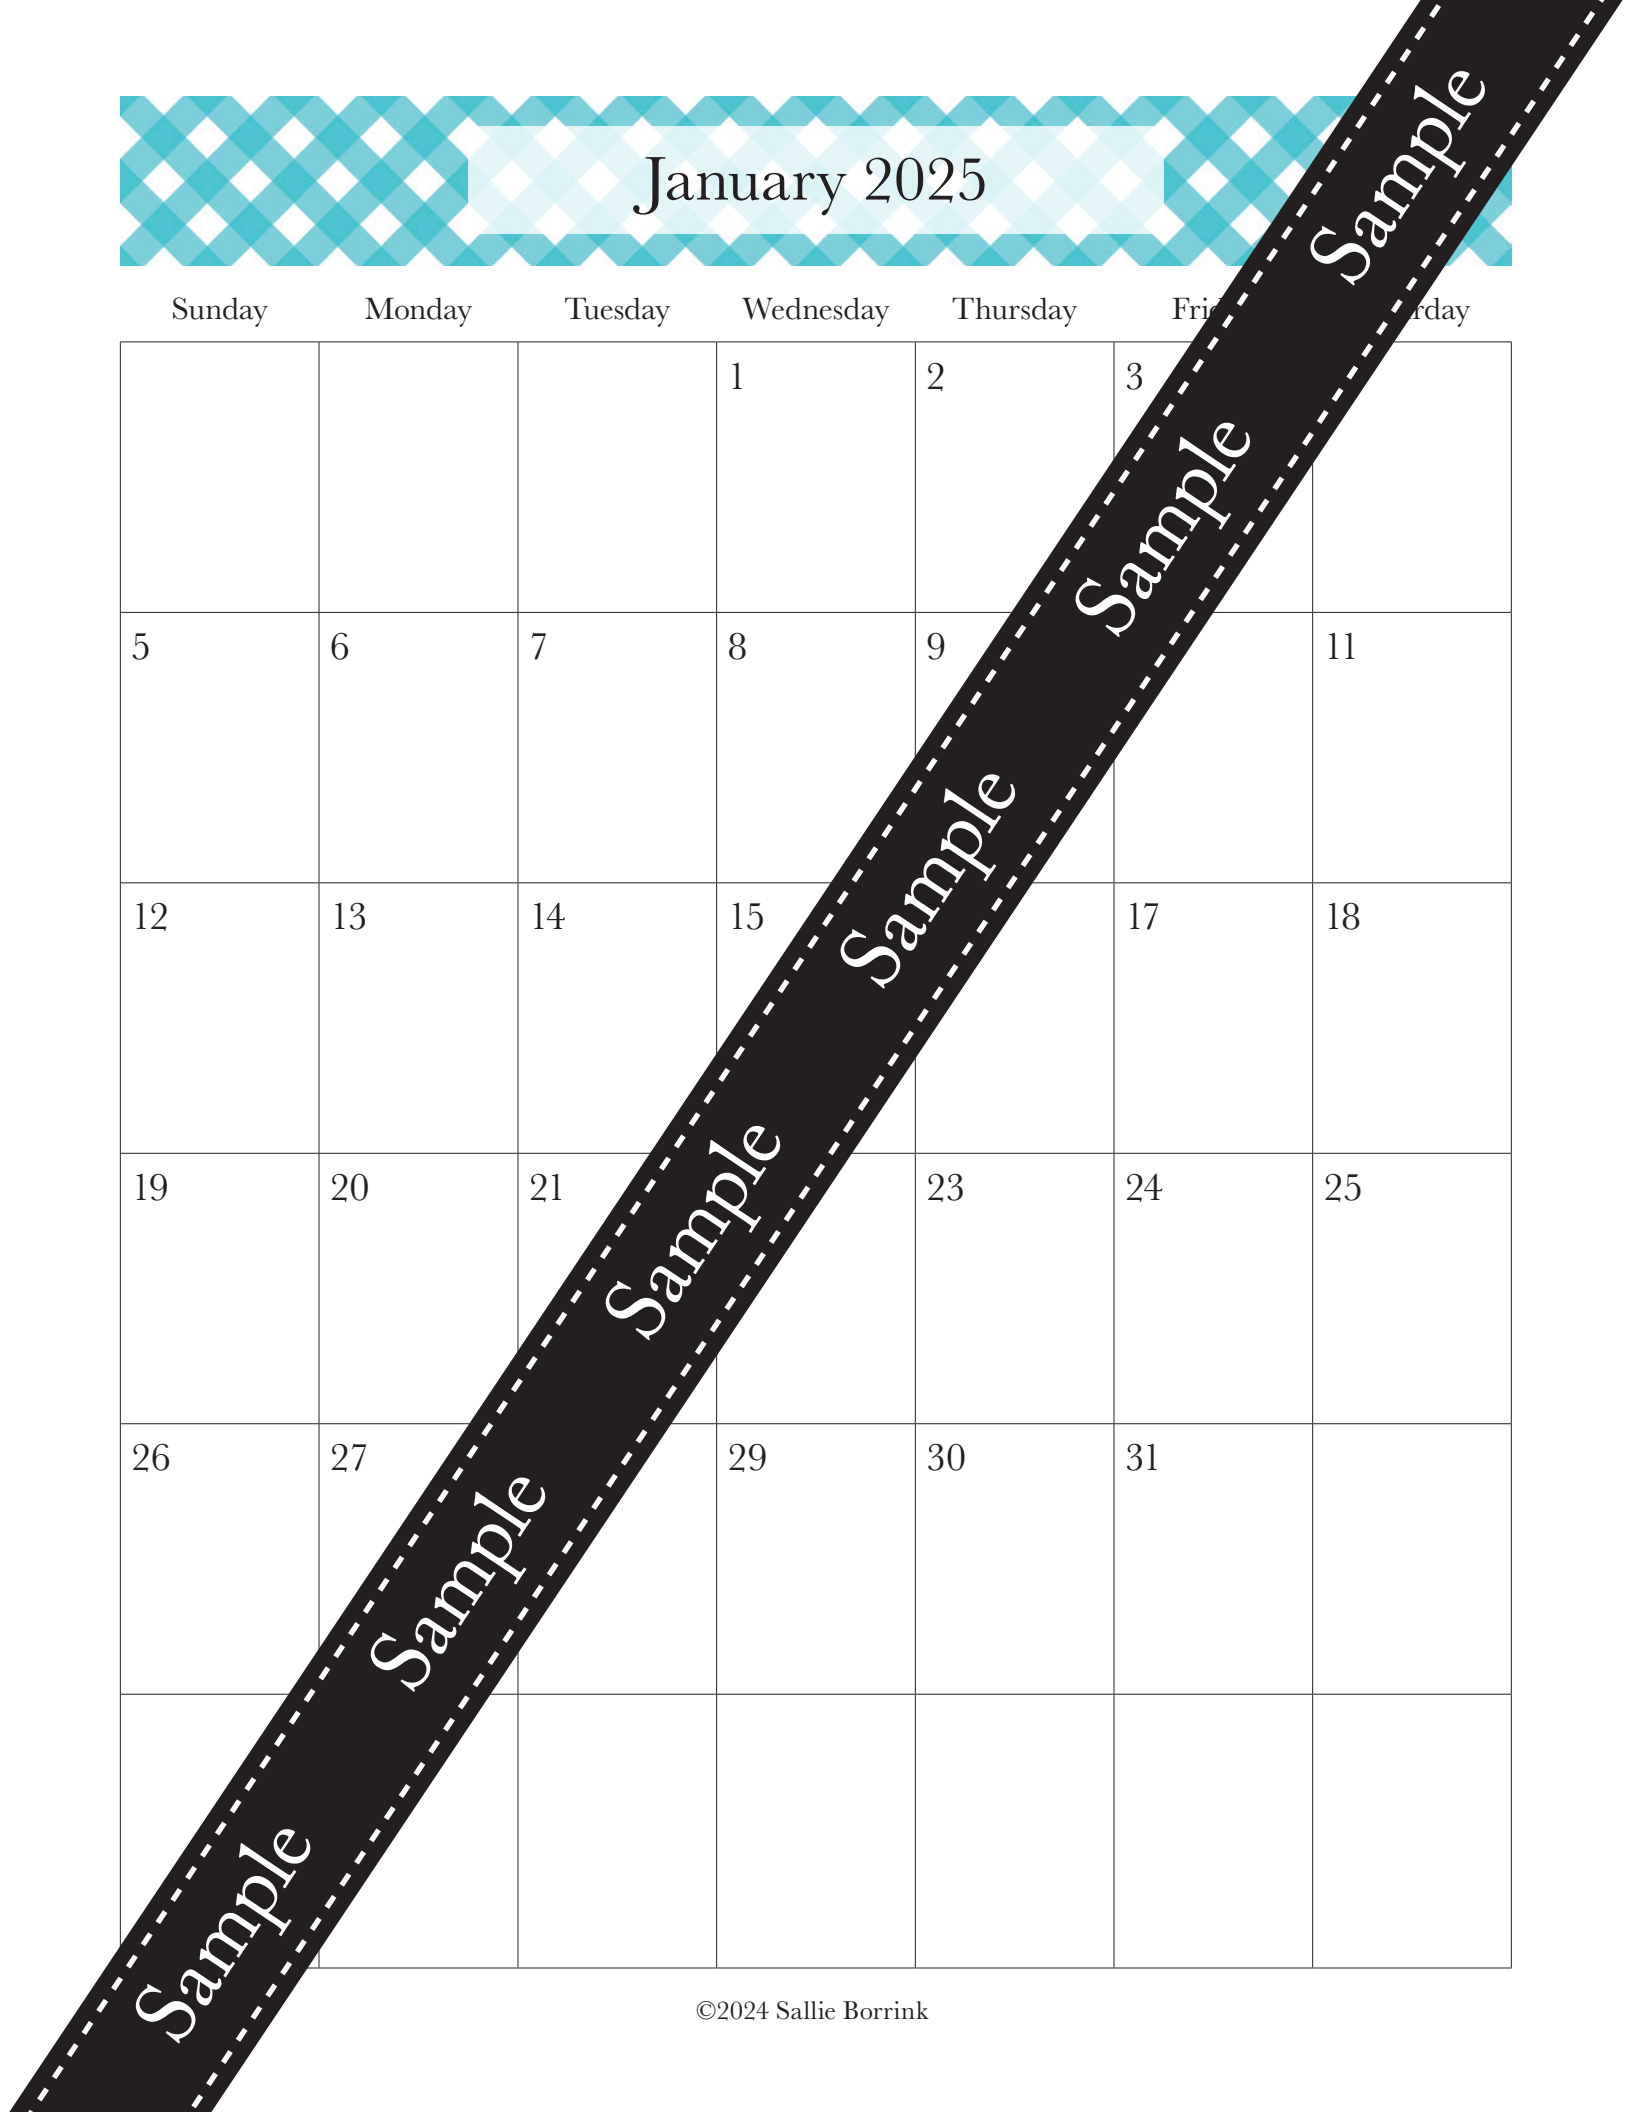 January 2025
Sunday Monday Tuesday Wednesday Thursday Fri rday
1 2 3
5 6 7 8 9 11
12 13 14 15 17 18
19 20 21 23 24 25
26 27 29 30 31
Sample
Sample
Sample
Sample
Sample
Sample
©2024 Sallie Borrink